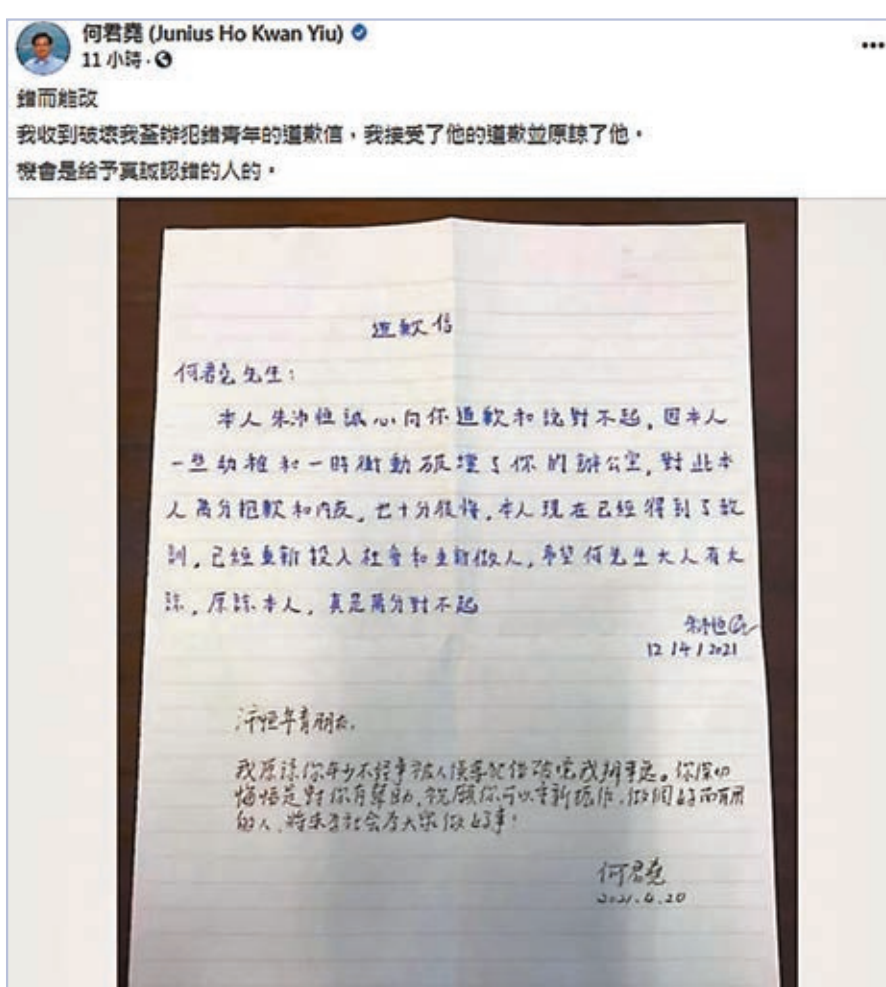 何君堯 (Junius Ho Kwan Yiu)
11 小時
錯而能改
我收到破壞我荃辦犯錯青年的道歉信，我接受了他的道歉並原諒了他。
機會是給予真誠認錯的人的。
道歉信
何君堯先生：
本人朱沛恒誠心向你道歉和說對不起，因本人
一些幼稚和一時衝動破壞了你的辦公室，對此本
人萬分抱歉和內疚，也十分後悔，本人現在已經得到了教
訓，已經重新投入社會和重新做人，希望何先生大人有大
諒，原諒本人，真是萬分對不起
12/4/2021
沛恒年青朋友，
我原諒你年少不經事被人誤導犯錯破壞我辦事處。你深切
悔悟是對你有幫助，祝願你可以重新振作，做個好而有用
的人，將來為社會為大眾做好事！
何君堯
2021.4.20